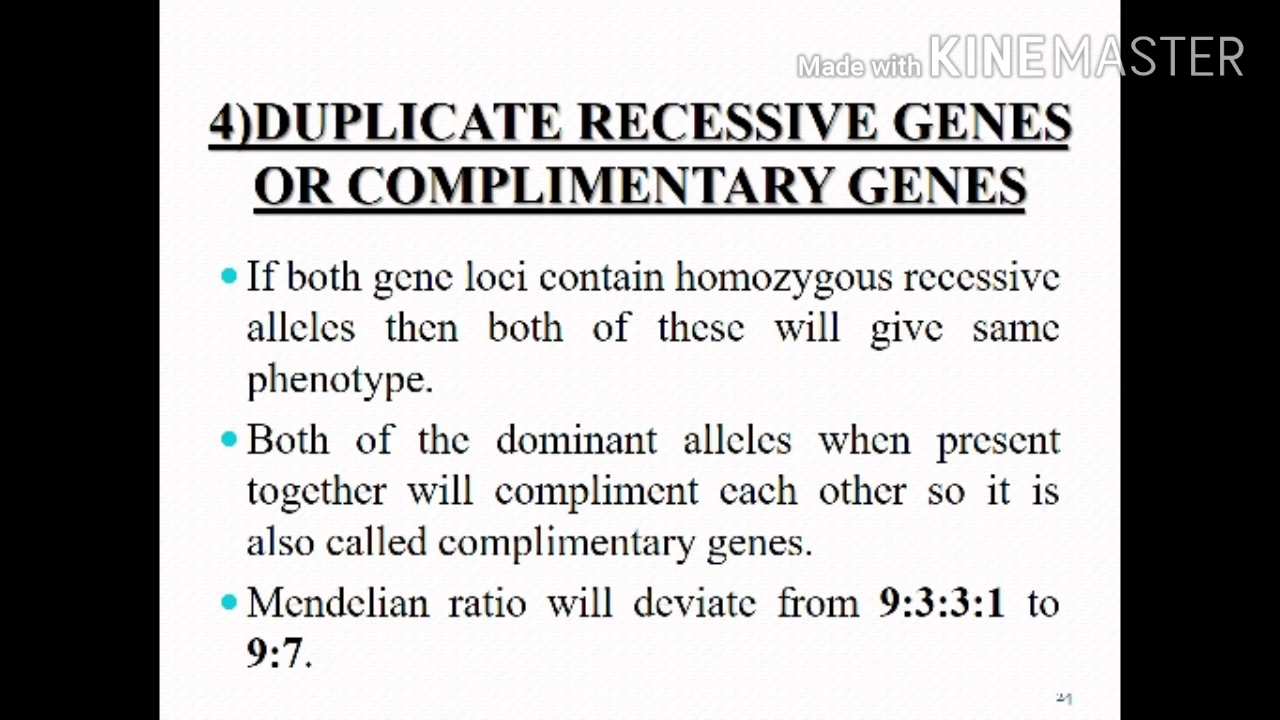 Made with KINEMASTER
4)DUPLICATE RECESSIVE GENES
OR COMPLIMENTARY GENES
• If both gene loci contain homozygous recessive
alleles then both of these will give same
phenotype.
• Both of the dominant alleles when present
together will compliment each other so it is
also called complimentary genes.
• Mendelian ratio will deviate from 9:3:3:1 to
9:7.